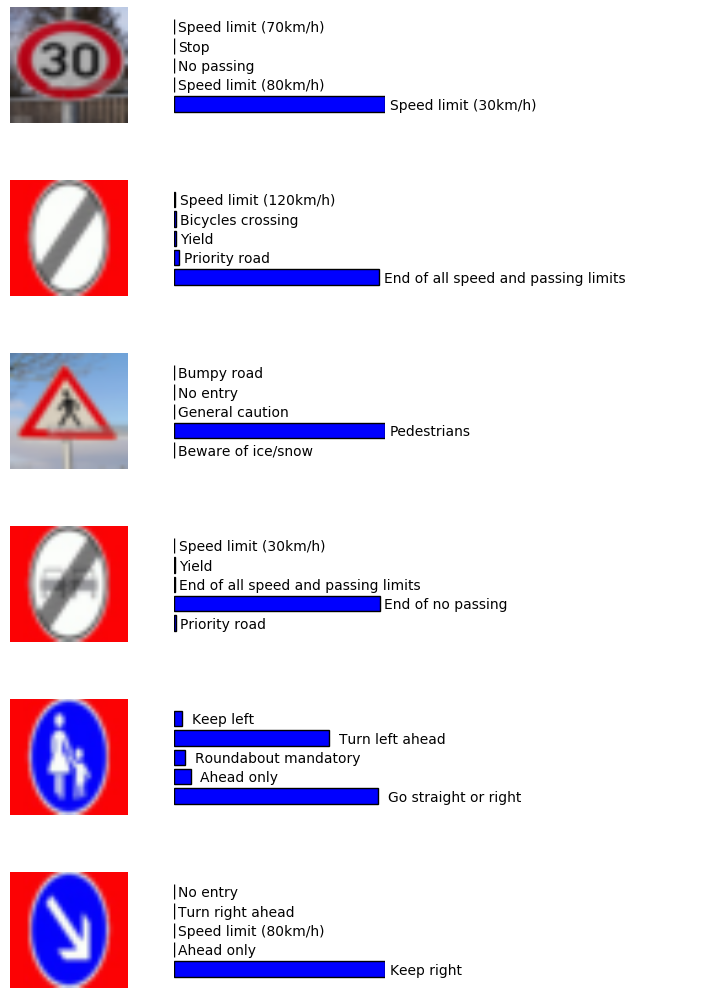 30
Speed limit (70km/h)
Stop
No passing
Speed limit (80km/h)
Speed limit (30km/h)
Speed limit (120km/h)
Bicycles crossing
Yield
Priority road
End of all speed and passing limits
Bumpy road
No entry
General caution
Pedestrians
Beware of ice/snow
Speed limit (30km/h)
Yield
End of all speed and passing limits
End of no passing
Priority road
Keep left
Turn left ahead
Roundabout mandatory
Ahead only
Go straight or right
No entry
Turn right ahead
Speed limit (80km/h)
Ahead only
Keep right